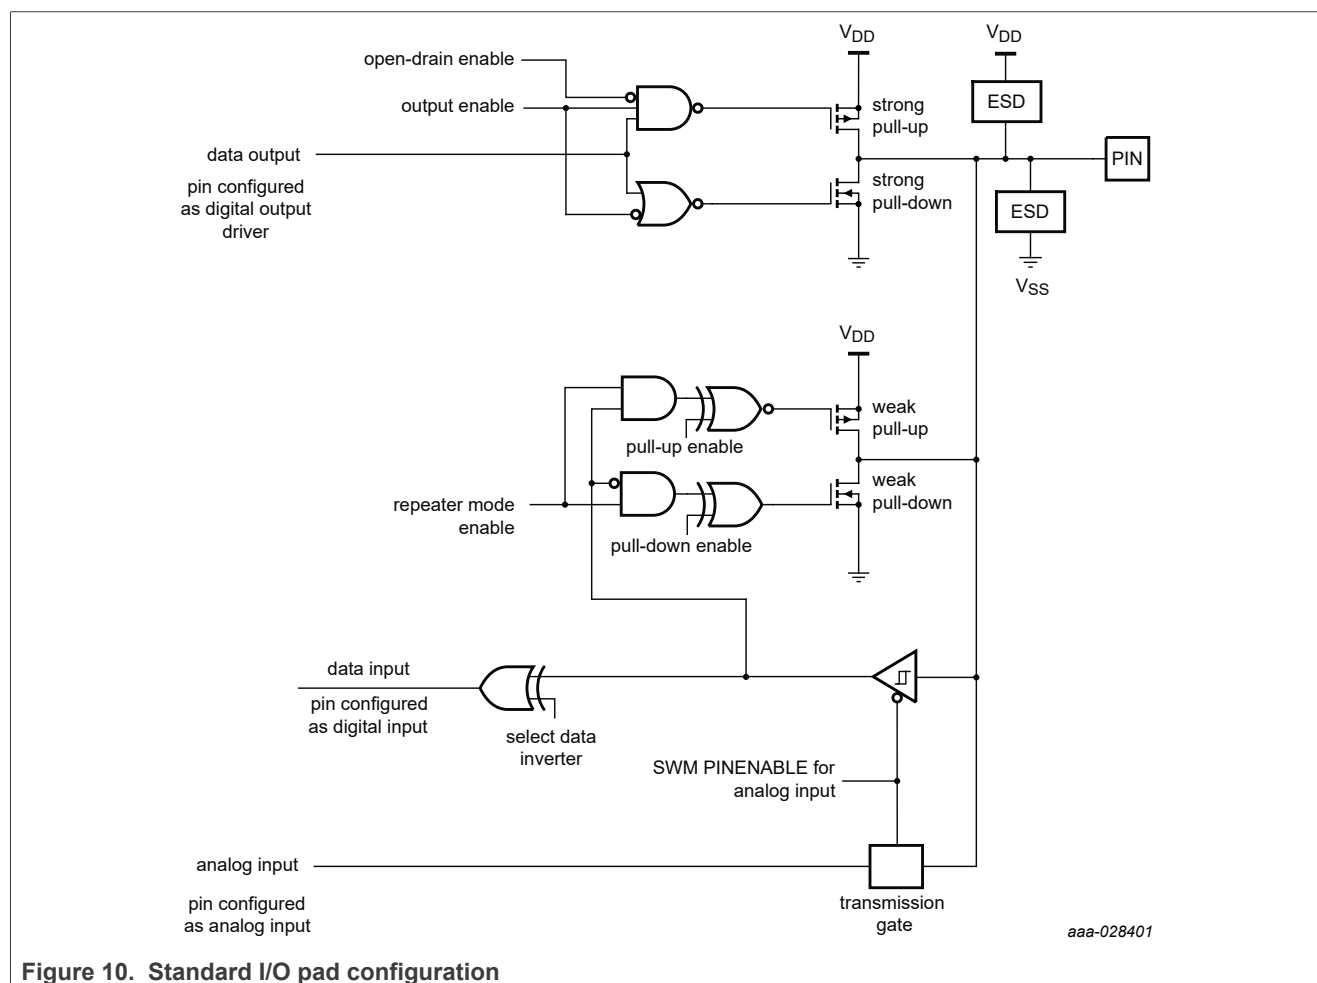 VDD
VDD
open-drain enable
output enable
strong
pull-up
ESD
data output
PIN
pin configured
as digital output
driver
strong
pull-down
ESD
VSS
VDD
weak
pull-up
pull-up enable
weak
pull-down
repeater mode
enable
pull-down enable
data input
pin configured
as digital input
select data
inverter
SWM PINENABLE for
analog input
analog input
pin configured
as analog input
transmission
gate
aaa-028401
Figure 10. Standard I/O pad configuration